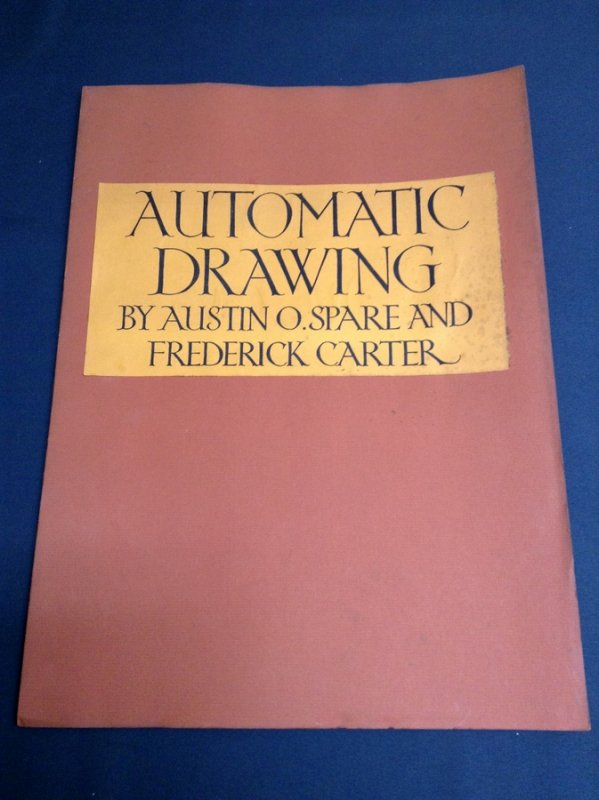 AUTOMATIC
DRAWING
BY AUSTIN O. SPARE AND
FREDERICK CARTER